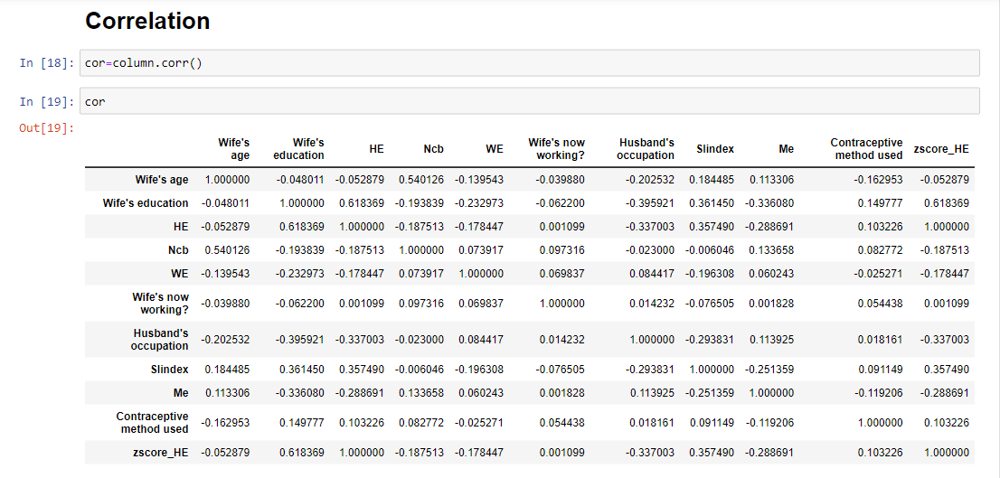 Correlation
In [18]: cor=column.corr()
In [19]: cor
Out[19]:
Wife's age Wife's education HE Ncb WE Wife's now working? Husband's occupation Slindex Me Contraceptive method used zscore_HE
Wife's age 1.000000 -0.048011 -0.052879 0.540126 -0.139543 -0.039880 -0.202532 0.184485 0.113306 -0.162953 -0.052879
Wife's education -0.048011 1.000000 0.618369 -0.193839 -0.232973 -0.062200 -0.395921 0.361450 -0.336080 0.149777 0.618369
HE -0.052879 0.618369 1.000000 -0.187513 -0.178447 0.001099 -0.337003 0.357490 -0.288691 0.103226 1.000000
Ncb 0.540126 -0.193839 -0.187513 1.000000 0.073917 0.097316 -0.023000 -0.006046 0.133658 0.082772 -0.187513
WE -0.139543 -0.232973 -0.178447 0.073917 1.000000 0.069837 0.084417 -0.196308 0.060243 -0.025271 -0.178447
Wife's now working? -0.039880 -0.062200 0.001099 0.097316 0.069837 1.000000 0.014232 -0.076505 0.001828 0.054438 0.001099
Husband's occupation -0.202532 -0.395921 -0.337003 -0.023000 0.084417 0.014232 1.000000 -0.293831 0.113925 0.018161 -0.337003
Slindex 0.184485 0.361450 0.357490 -0.006046 -0.196308 -0.076505 -0.293831 1.000000 -0.251359 0.091149 0.357490
Me 0.113306 -0.336080 -0.288691 0.133658 0.060243 0.001828 0.113925 -0.251359 1.000000 -0.119206 -0.288691
Contraceptive method used -0.162953 0.149777 0.103226 0.082772 -0.025271 0.054438 0.018161 0.091149 -0.119206 1.000000 0.103226
zscore_HE -0.052879 0.618369 1.000000 -0.187513 -0.178447 0.001099 -0.337003 0.357490 -0.288691 0.103226 1.000000